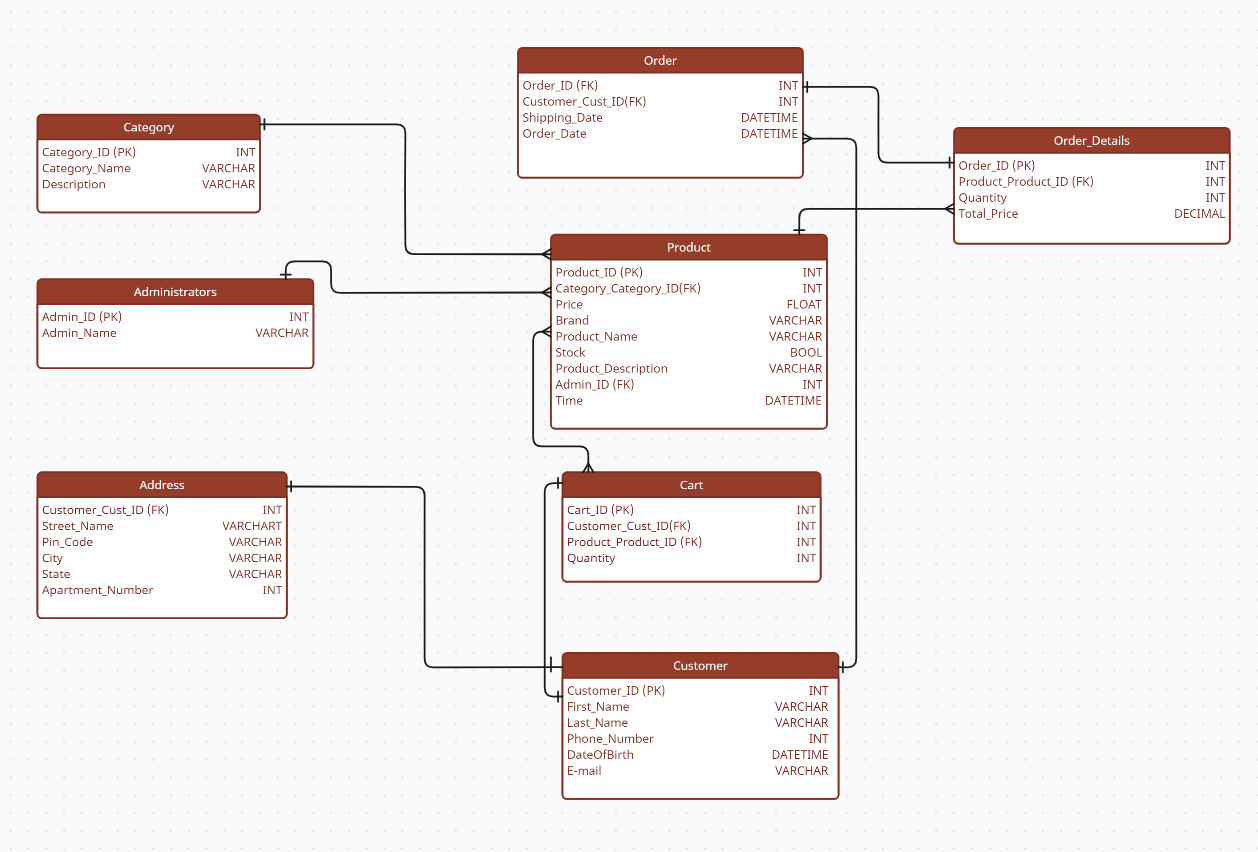 Order
Order_ID (FK) INT
Customer_Cust_ID(FK) INT
Shipping_Date DATETIME
Order_Date DATETIME
Category
Category_ID (PK) INT
Category_Name VARCHAR
Description VARCHAR
Order_Details
Order_ID (PK) INT
Product_Product_ID (FK) INT
Quantity INT
Total_Price DECIMAL
Product
Product_ID (PK) INT
Category_Category_ID(FK) INT
Price FLOAT
Brand VARCHAR
Product_Name VARCHAR
Stock BOOL
Product_Description VARCHAR
Admin_ID (FK) INT
Time DATETIME
Administrators
Admin_ID (PK) INT
Admin_Name VARCHAR
Address
Customer_Cust_ID (FK) INT
Street_Name VARCHART
Pin_Code VARCHAR
City VARCHAR
State VARCHAR
Apartment_Number INT
Cart
Cart_ID (PK) INT
Customer_Cust_ID(FK) INT
Product_Product_ID (FK) INT
Quantity INT
Customer
Customer_ID (PK) INT
First_Name VARCHAR
Last_Name VARCHAR
Phone_Number INT
DateOfBirth DATETIME
E-mail VARCHAR